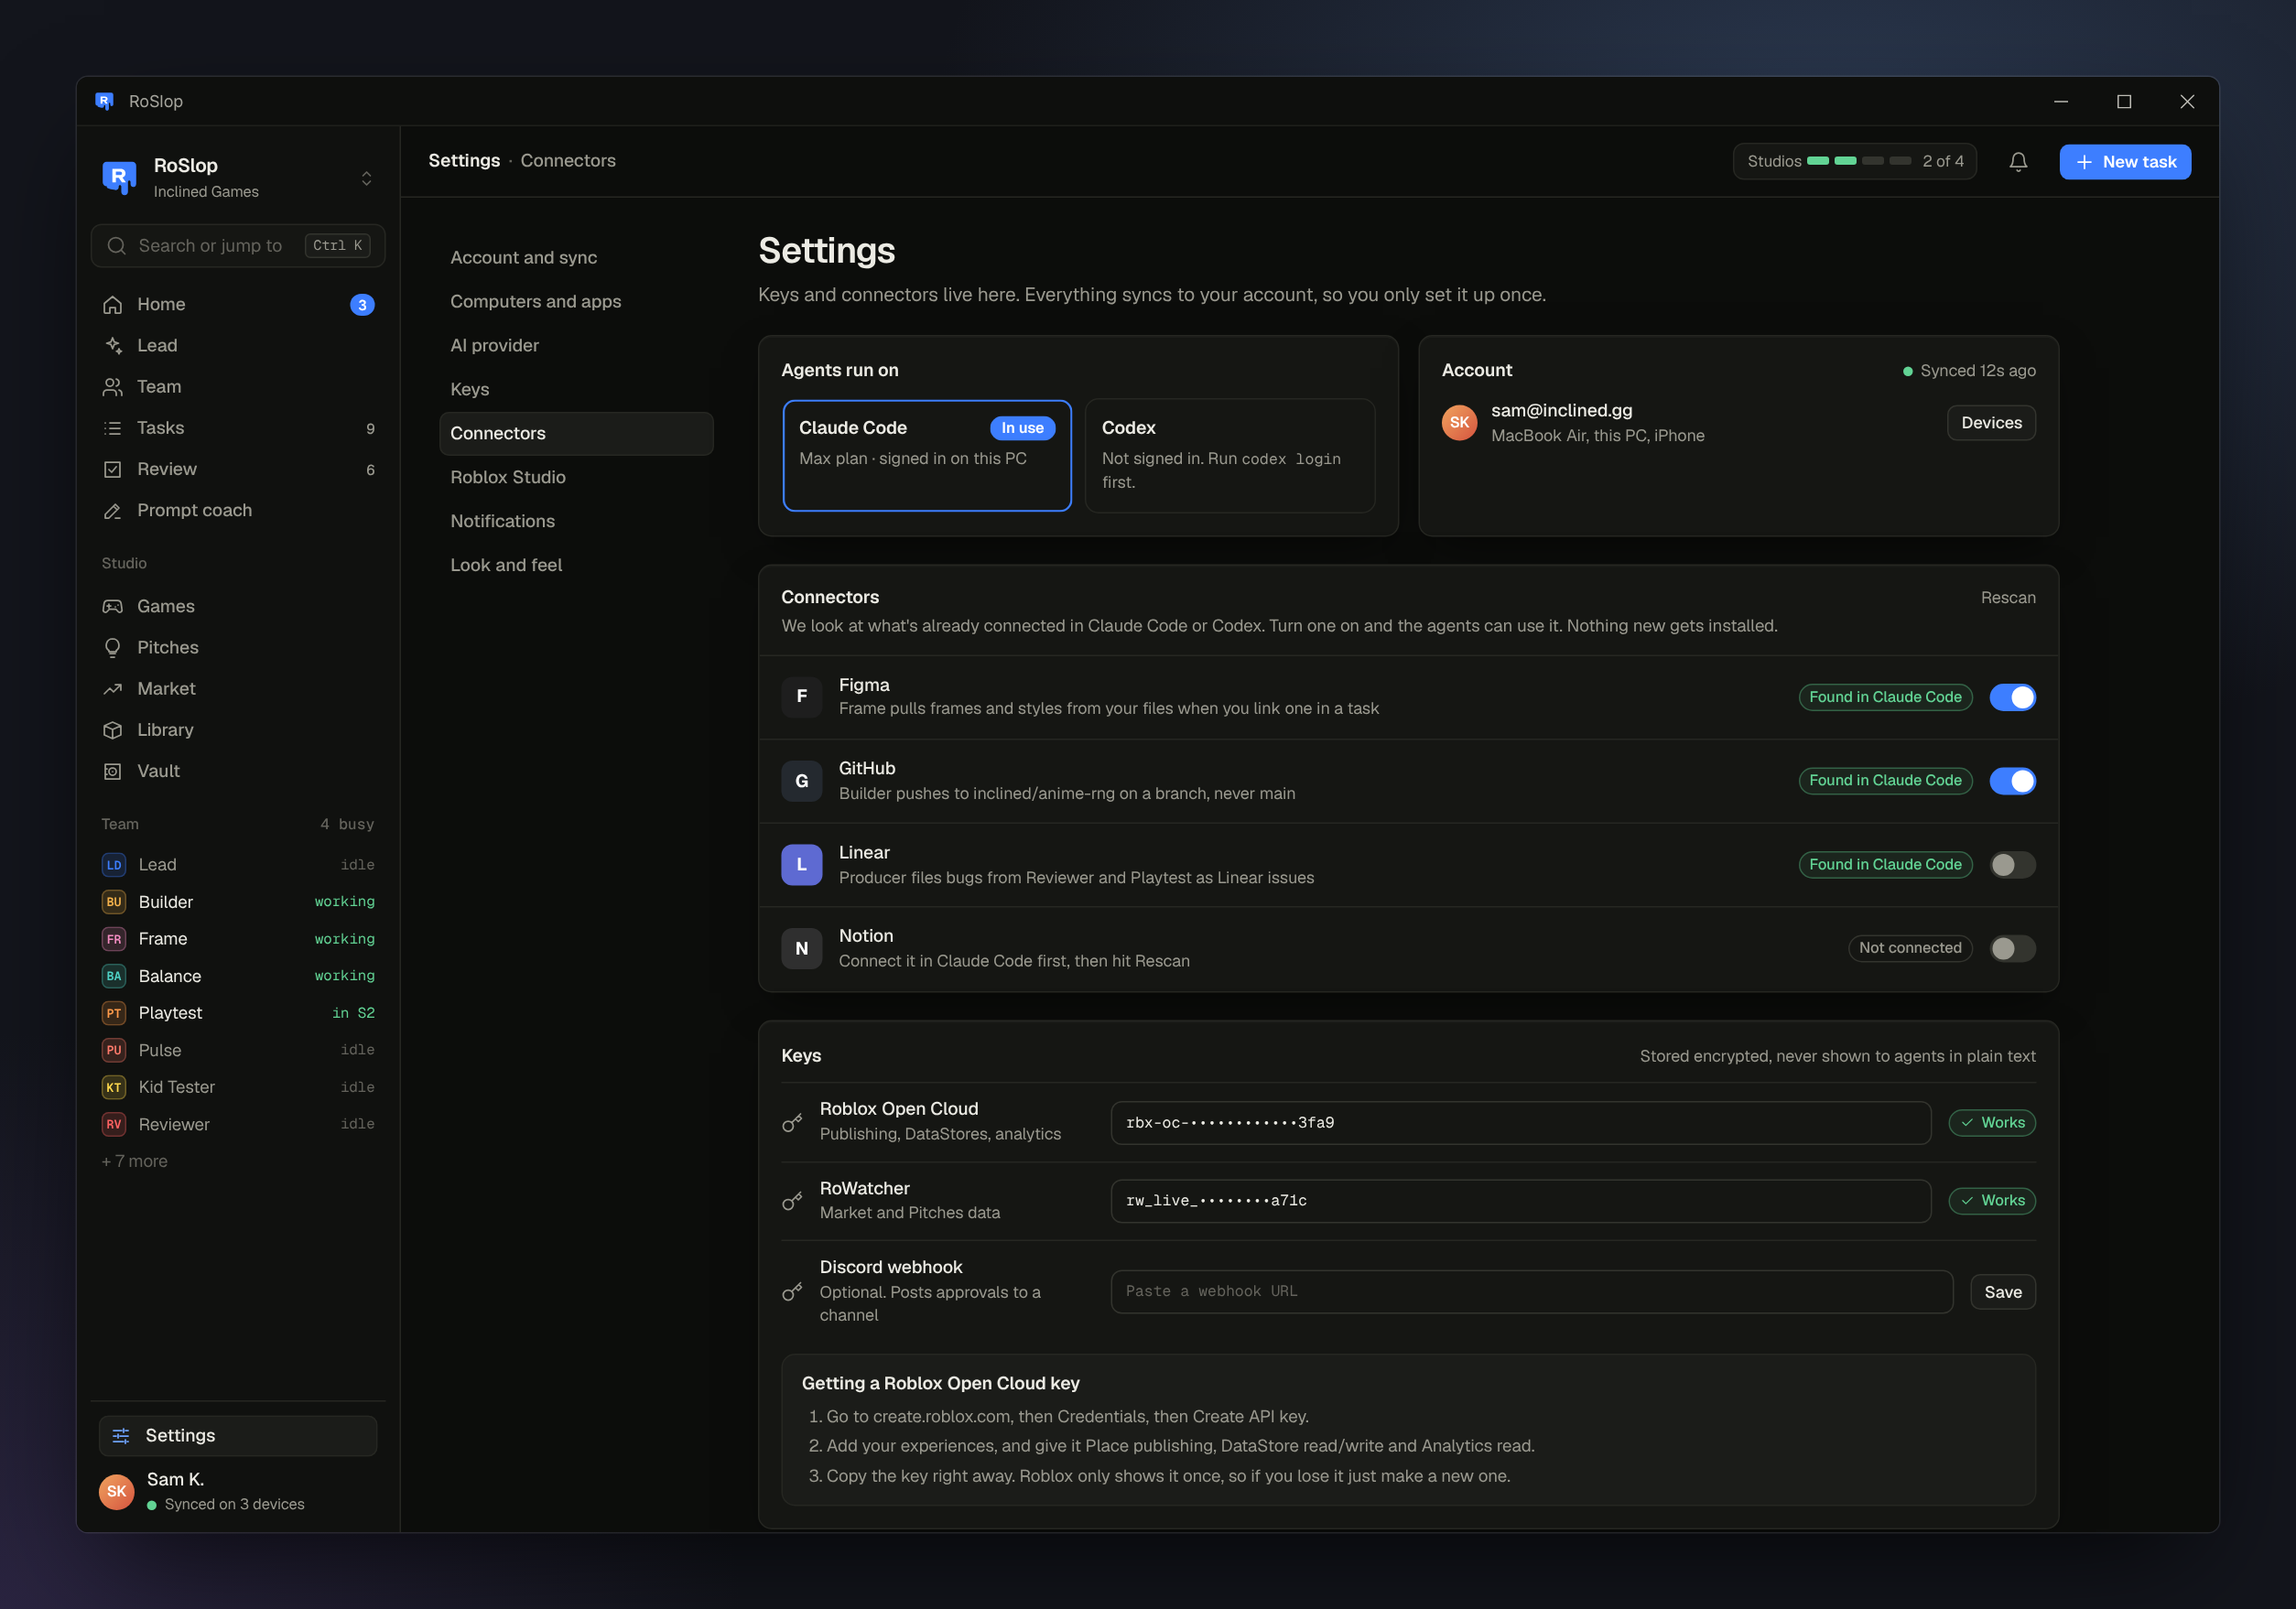 RoSlop
RoSlop
Inclined Games
Search or jump to
Ctrl K
Home
3
Lead
Team
Tasks
9
Review
6
Prompt coach
Studio
Games
Pitches
Market
Library
Vault
Team
4 busy
LD Lead idle
BU Builder working
FR Frame working
BA Balance working
PT Playtest in S2
PU Pulse idle
KT Kid Tester idle
RV Reviewer idle
+ 7 more
Settings
SK
Sam K.
Synced on 3 devices
Settings · Connectors
Studios 2 of 4
+ New task
Account and sync
Computers and apps
AI provider
Keys
Connectors
Roblox Studio
Notifications
Look and feel
Settings
Keys and connectors live here. Everything syncs to your account, so you only set it up once.
Agents run on
Claude Code
In use
Max plan · signed in on this PC
Codex
Not signed in. Run codex login
first.
Account
Synced 12s ago
SK
sam@inclined.gg
MacBook Air, this PC, iPhone
Devices
Connectors
Rescan
We look at what's already connected in Claude Code or Codex. Turn one on and the agents can use it. Nothing new gets installed.
F
Figma
Frame pulls frames and styles from your files when you link one in a task
Found in Claude Code
G
GitHub
Builder pushes to inclined/anime-rng on a branch, never main
Found in Claude Code
L
Linear
Producer files bugs from Reviewer and Playtest as Linear issues
Found in Claude Code
N
Notion
Connect it in Claude Code first, then hit Rescan
Not connected
Keys
Stored encrypted, never shown to agents in plain text
Roblox Open Cloud
Publishing, DataStores, analytics
rbx-oc-••••••••••••3fa9
✓ Works
RoWatcher
Market and Pitches data
rw_live_••••••••a71c
✓ Works
Discord webhook
Optional. Posts approvals to a
channel
Paste a webhook URL
Save
Getting a Roblox Open Cloud key
1. Go to create.roblox.com, then Credentials, then Create API key.
2. Add your experiences, and give it Place publishing, DataStore read/write and Analytics read.
3. Copy the key right away. Roblox only shows it once, so if you lose it just make a new one.